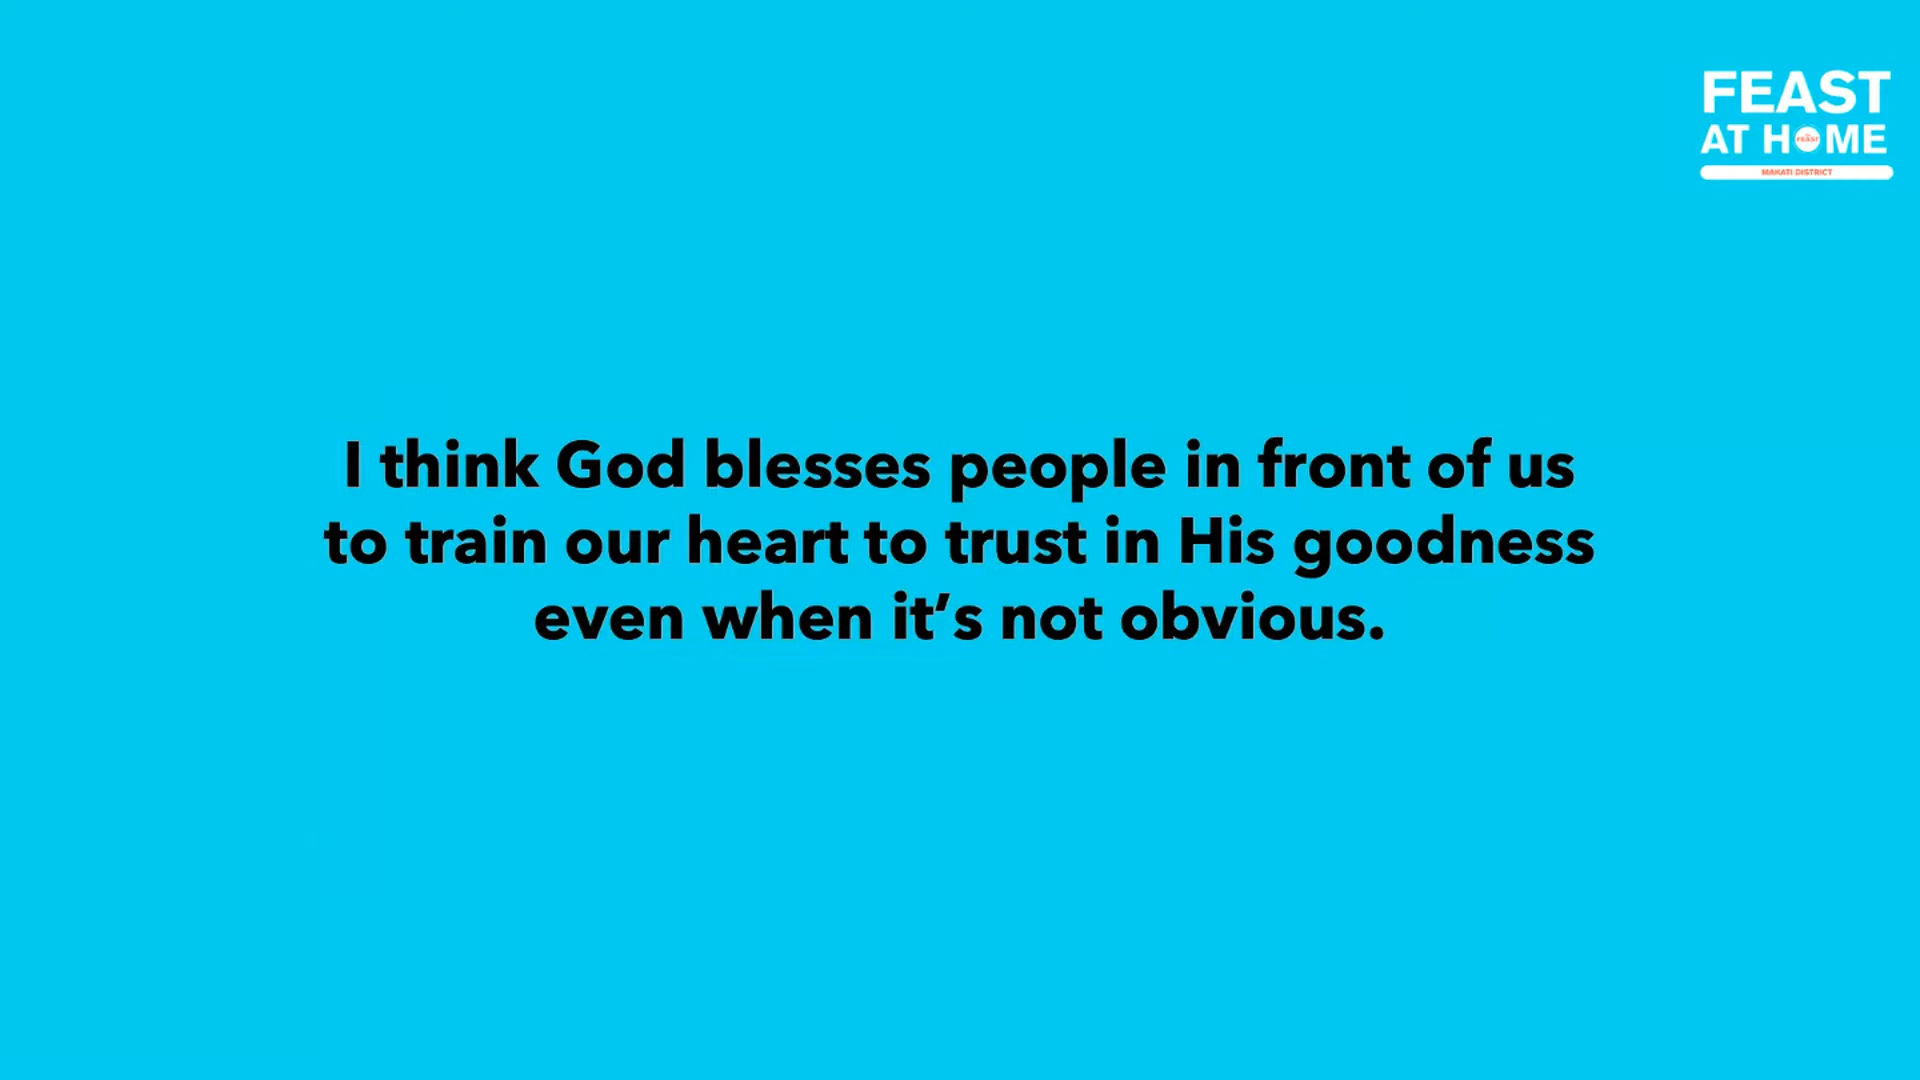 FEAST
AT HOME
MAKATI DISTRICT
I think God blesses people in front of us
to train our heart to trust in His goodness
even when it’s not obvious.